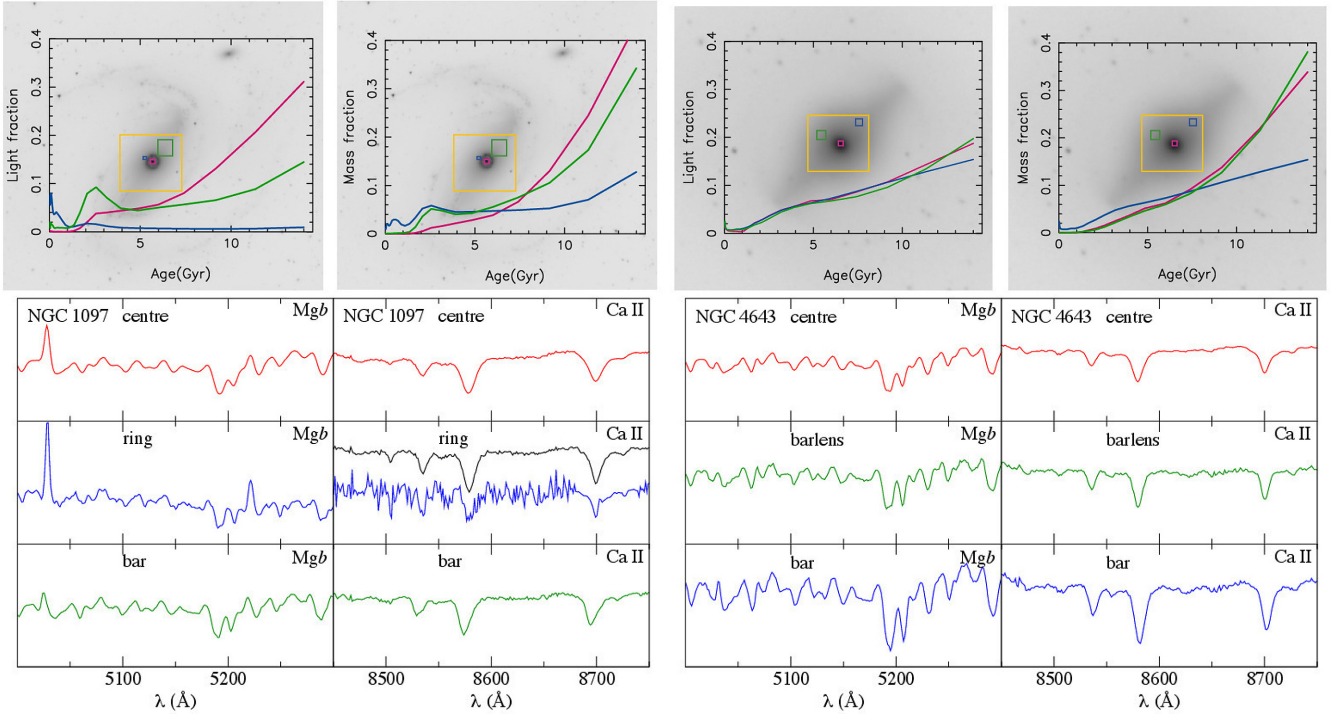 0.4 0.4 0.4 0.4
0.3 0.3 0.3 0.3
0.2 0.2 0.2 0.2
0.1 0.1 0.1 0.1
0 0 0 0
Light fraction Mass fraction Light fraction Mass fraction
0 5 10 0 5 10 0 5 10 0 5 10
Age(Gyr) Age(Gyr) Age(Gyr) Age(Gyr)
NGC 1097 centre Mgb NGC 1097 centre Ca II NGC 4643 centre Mgb NGC 4643 centre Ca II
ring Mgb ring Ca II barlens Mgb barlens Ca II
bar Mgb bar Ca II bar Mgb bar Ca II
5100 5200 8500 8600 8700 5100 5200 8500 8600 8700
λ (Å) λ (Å) λ (Å) λ (Å)